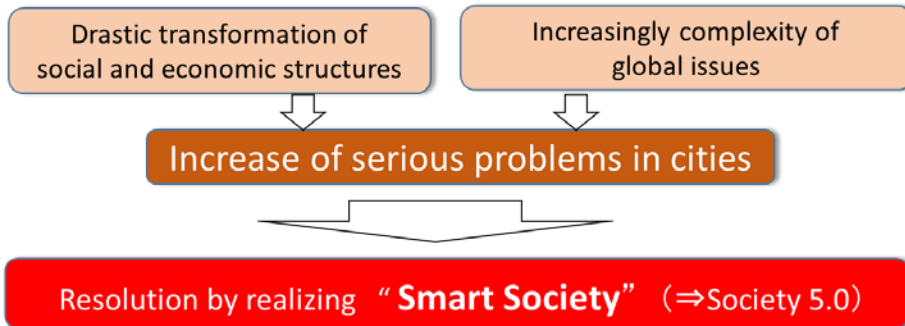 Drastic transformation of
social and economic structures
Increasingly complexity of
global issues
Increase of serious problems in cities
Resolution by realizing “Smart Society” (⇒Society 5.0)